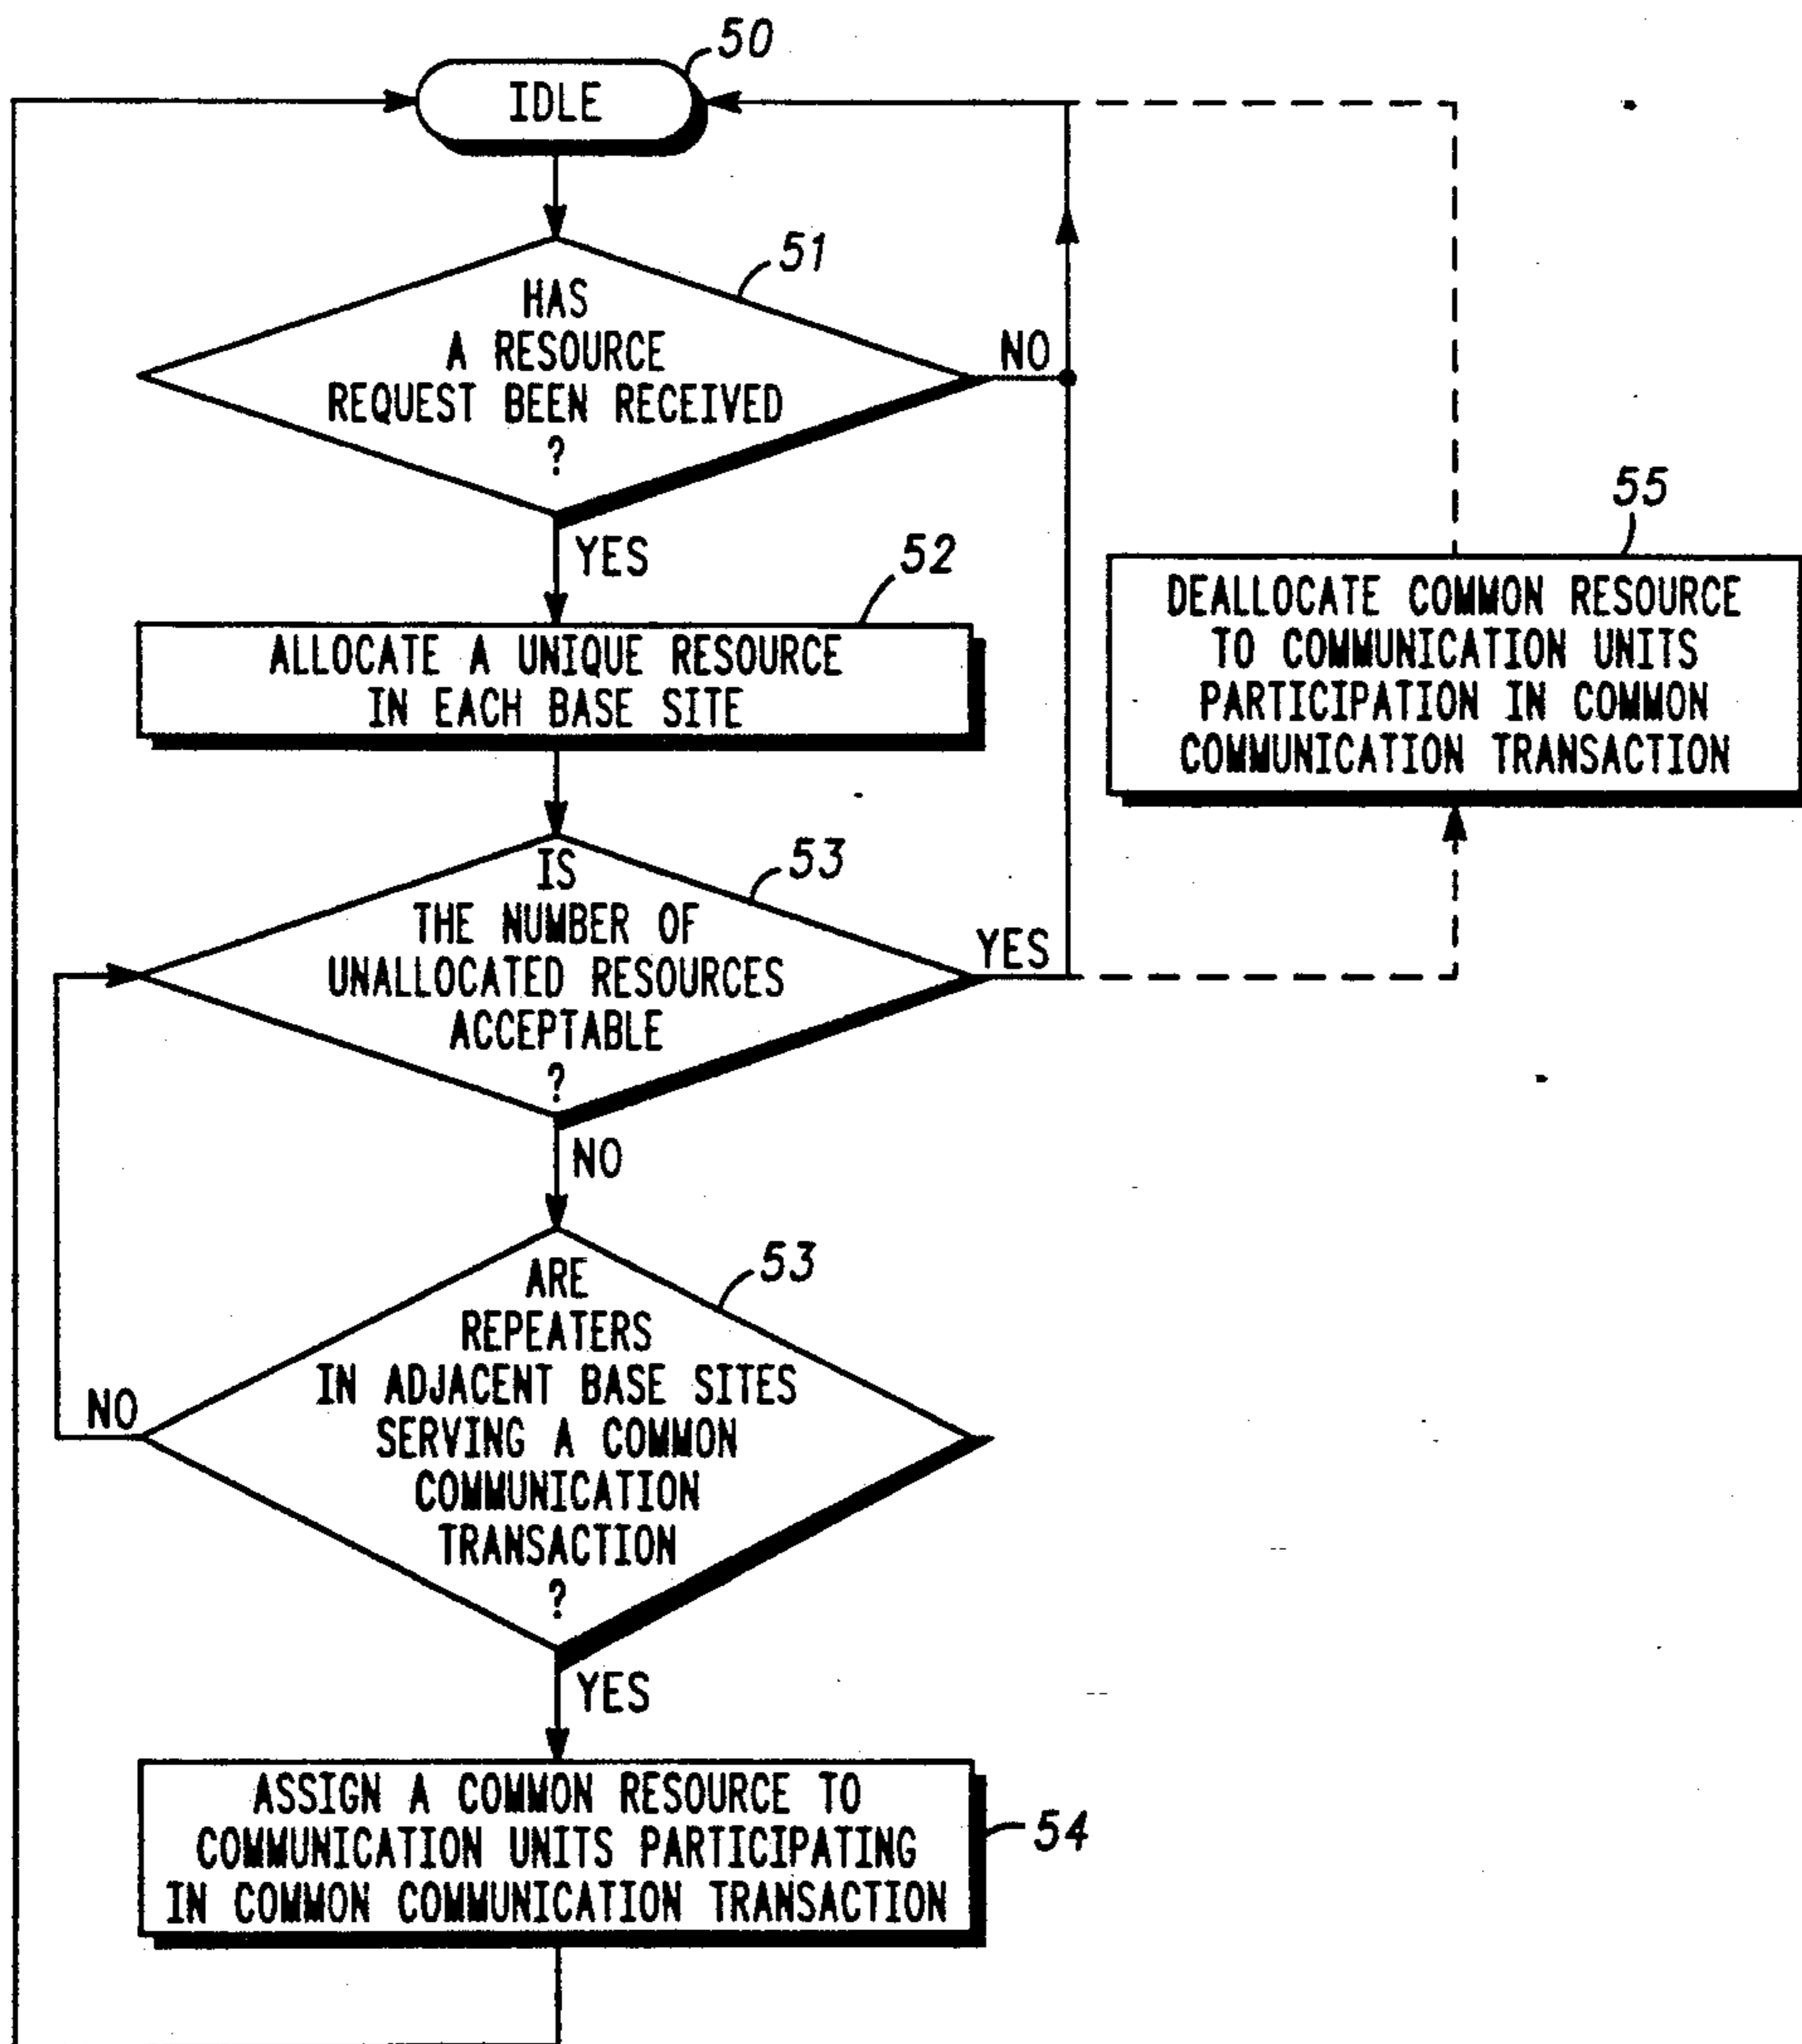 50
IDLE
51
HAS
A RESOURCE
REQUEST BEEN RECEIVED
?
NO
YES
52
ALLOCATE A UNIQUE RESOURCE
IN EACH BASE SITE
55
DEALLOCATE COMMON RESOURCE
TO COMMUNICATION UNITS
PARTICIPATION IN COMMON
COMMUNICATION TRANSACTION
53
IS
THE NUMBER OF
UNALLOCATED RESOURCES
ACCEPTABLE
?
YES
NO
53
ARE
REPEATERS
IN ADJACENT BASE SITES
SERVING A COMMON
COMMUNICATION
TRANSACTION
?
NO
YES
ASSIGN A COMMON RESOURCE TO
COMMUNICATION UNITS PARTICIPATING
IN COMMON COMMUNICATION TRANSACTION
54